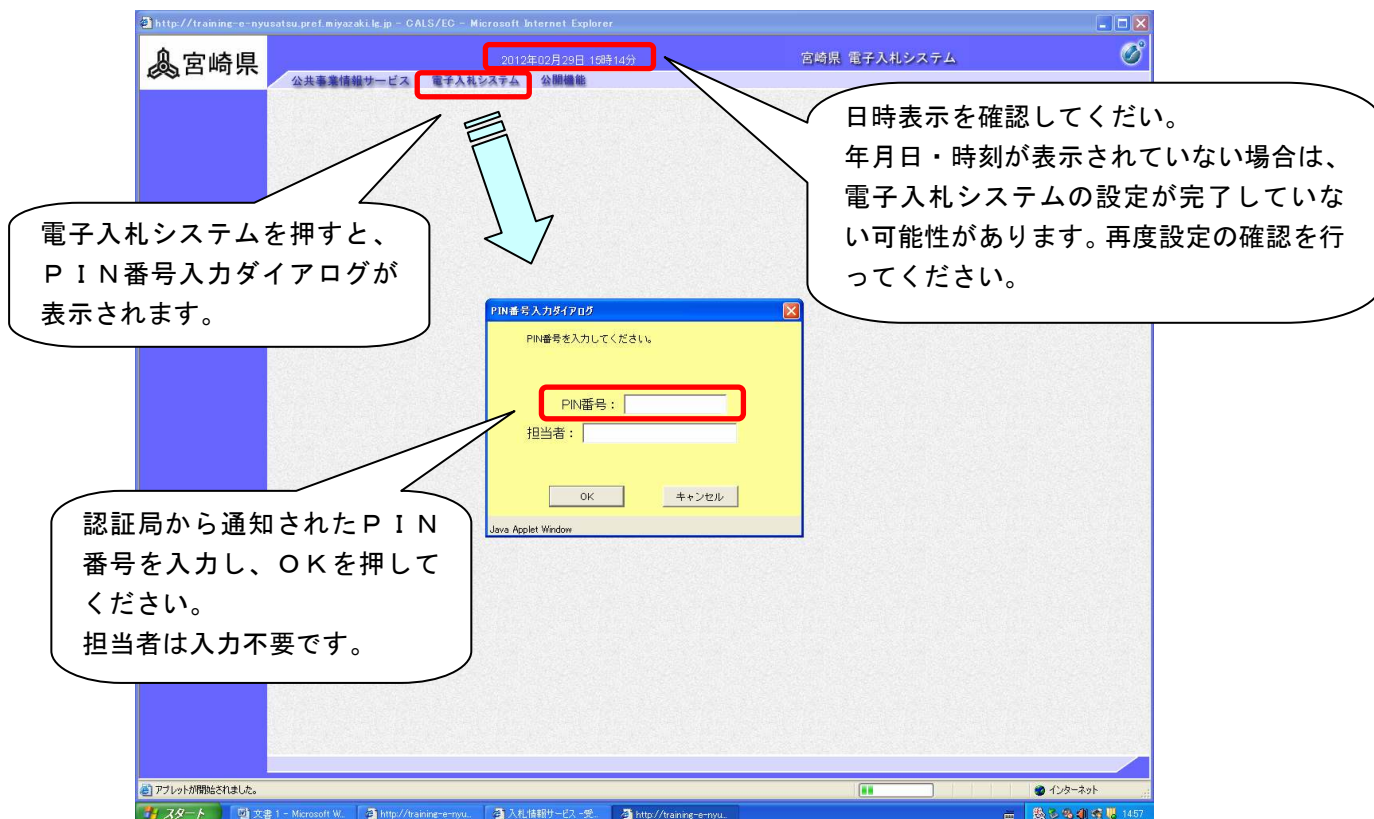 http://training-e-nyusatsu.pref.miyazaki.lg.jp - CALS/EC - Microsoft Internet Explorer
宮崎県
2012年02月29日 15時14分
宮崎県 電子入札システム
公共事業情報サービス 電子入札システム 公開機能
日時表示を確認してくだい。
年月日・時刻が表示されていない場合は、
電子入札システムの設定が完了していな
い可能性があります。再度設定の確認を行
ってください。
電子入札システムを押すと、
ＰＩＮ番号入力ダイアログが
表示されます。
PIN番号入力ダイアログ
PIN番号を入力してください。
PIN番号：
担当者：
OK キャンセル
Java Applet Window
認証局から通知されたＰＩＮ
番号を入力し、ＯＫを押して
ください。
担当者は入力不要です。
アプレットが開始されました。
インターネット
スタート 文書 1 - Microsoft W... http://training-e-nyu... 入札情報サービス -受... http://training-e-nyu... 14:57